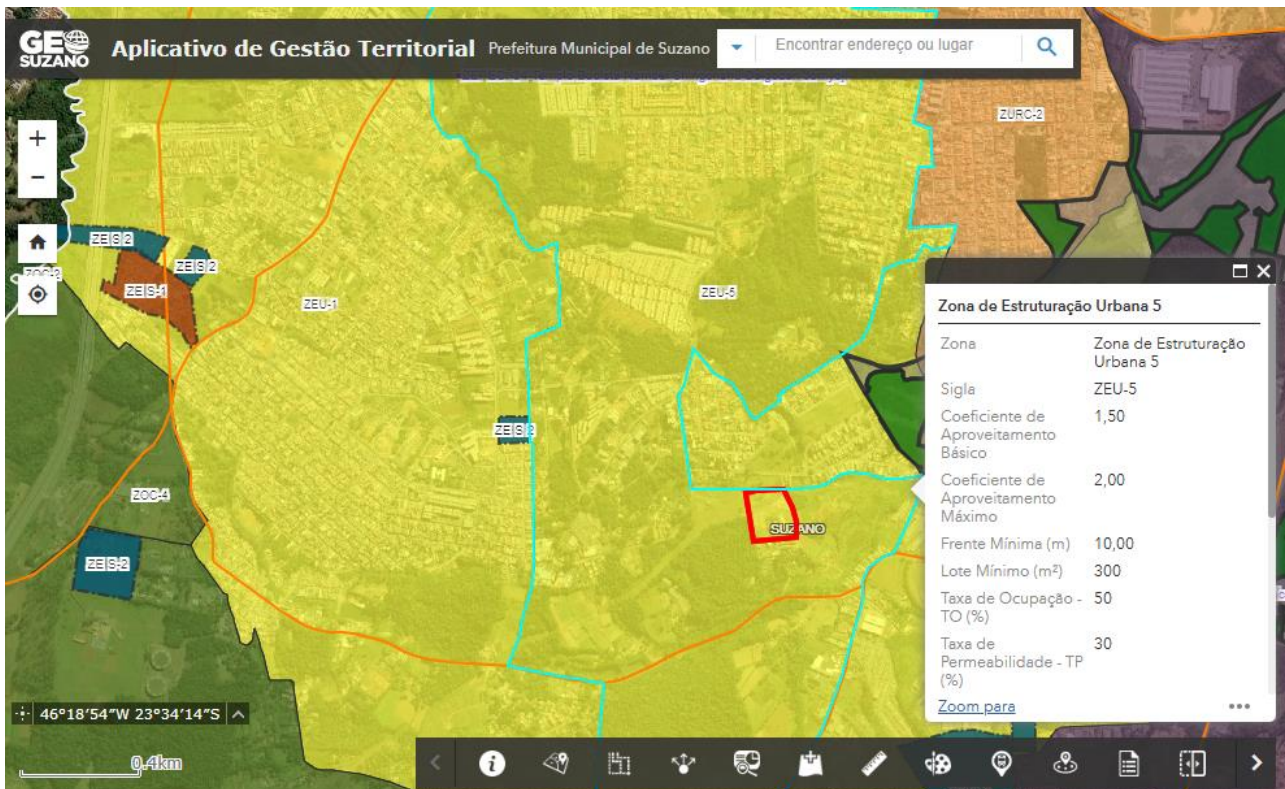 GEO
SUZANO
Aplicativo de Gestão Territorial Prefeitura Municipal de Suzano
Encontrar endereço ou lugar
ZURC-2
ZEIS-2
ZEIS-2
ZEIS-1
ZEU-1
ZEU-5
ZEIS-2
ZOC-4
SUZANO
ZEIS-2
Zona de Estruturação Urbana 5
Zona Zona de Estruturação
Urbana 5
Sigla ZEU-5
Coeficiente de 1,50
Aproveitamento
Básico
Coeficiente de 2,00
Aproveitamento
Máximo
Frente Mínima (m) 10,00
Lote Mínimo (m²) 300
Taxa de Ocupação - 50
TO (%)
Taxa de 30
Permeabilidade - TP
(%)
Zoom para
46°18'54"W 23°34'14"S
0.4km